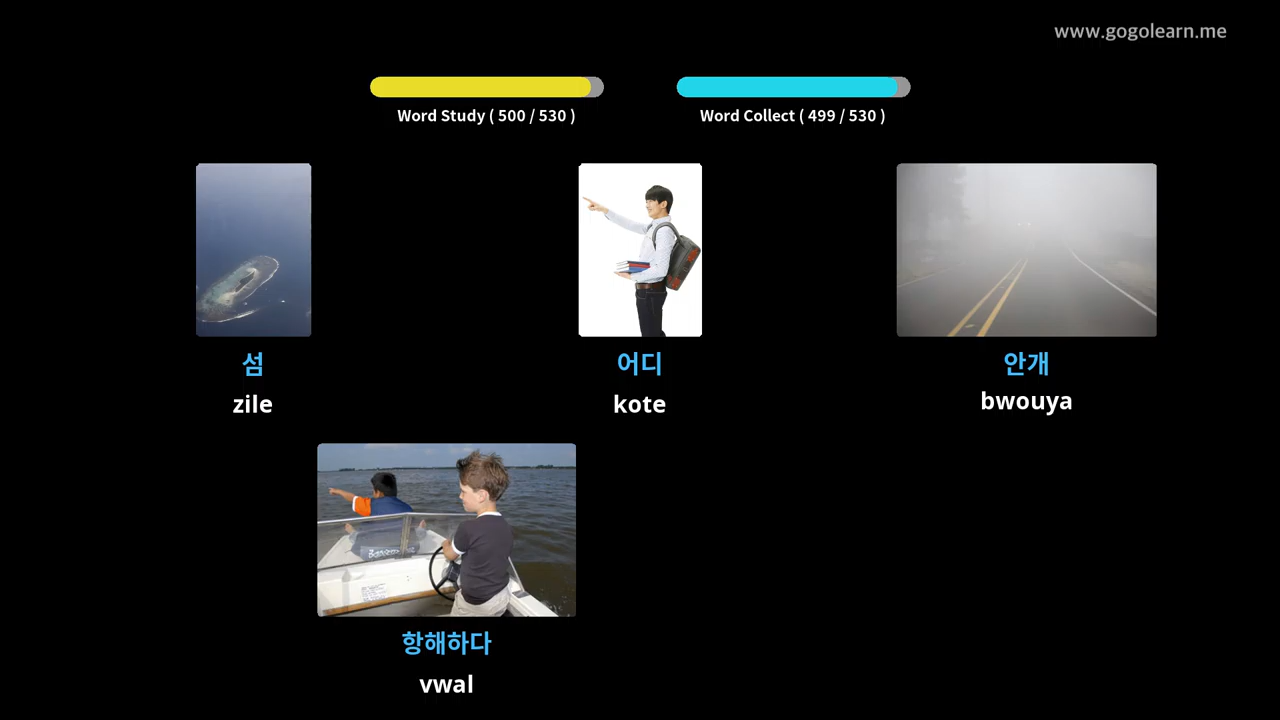 www.gogolearn.me
Word Study ( 500 / 530 )
Word Collect ( 499 / 530 )
섬
zile
어디
kote
안개
bwouya
항해하다
vwal